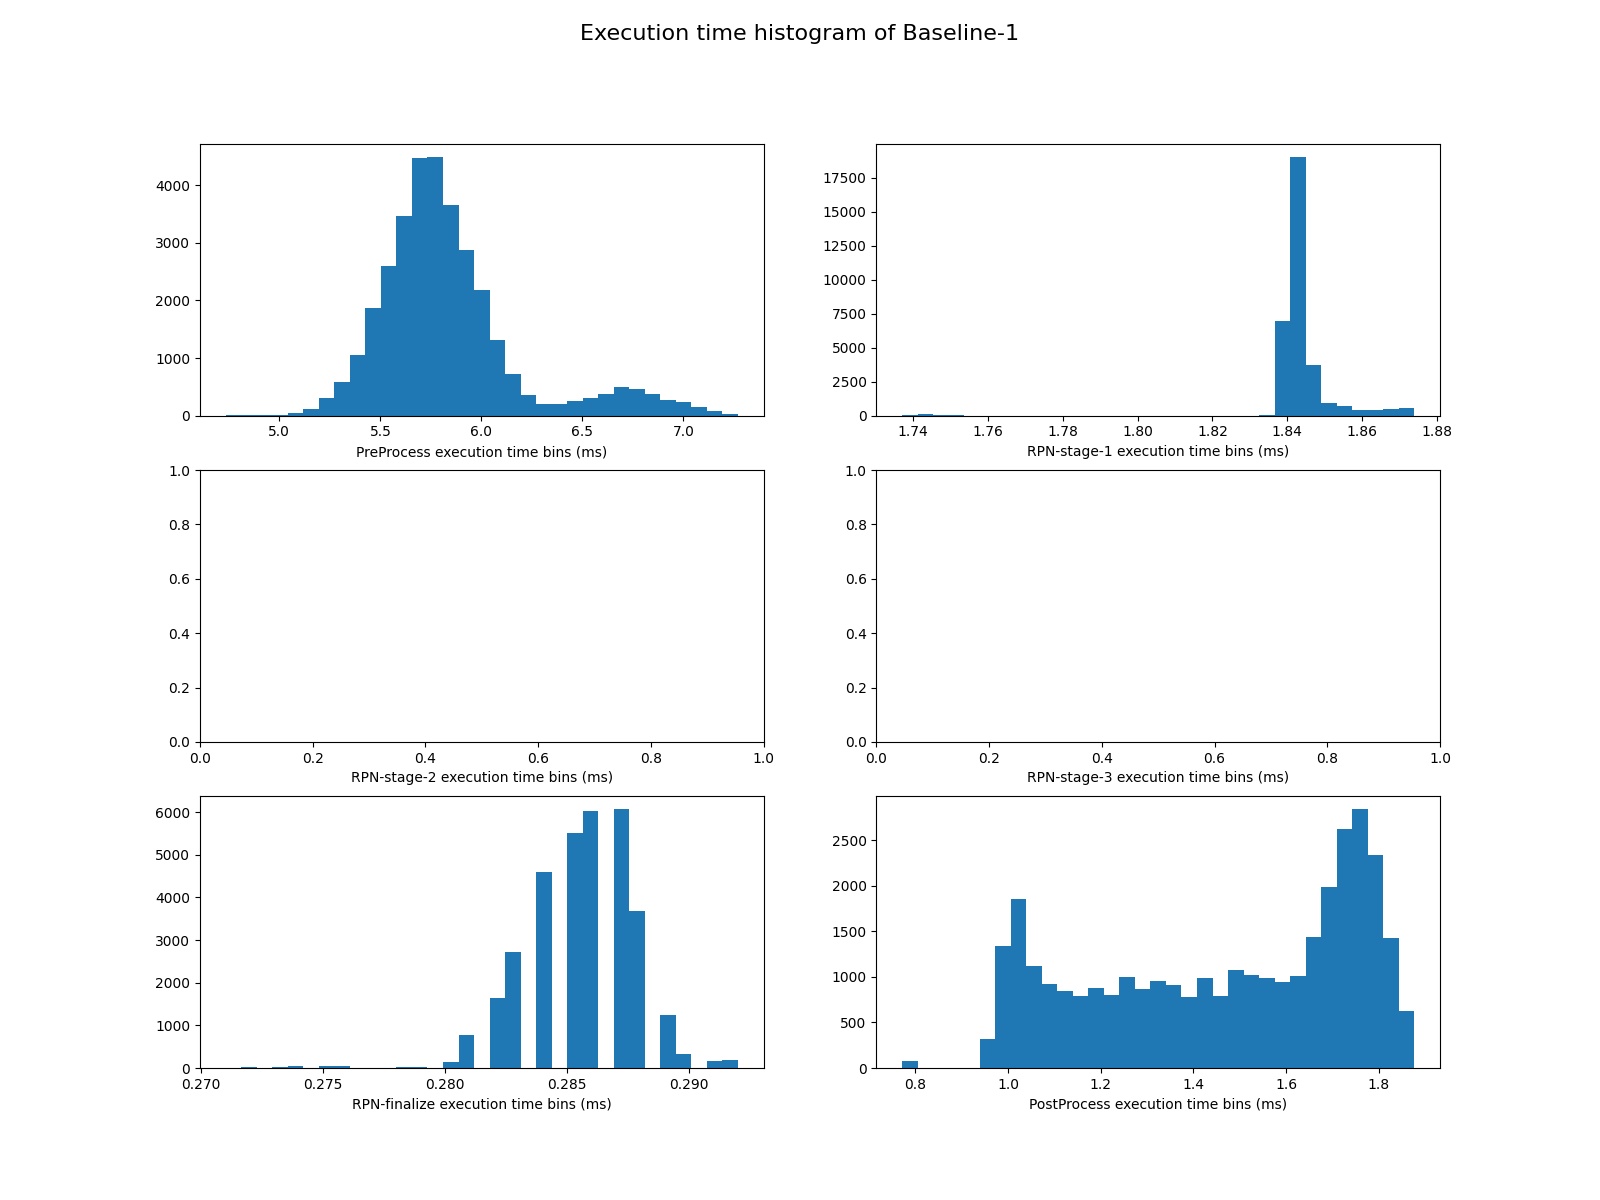 Execution time histogram of Baseline-1
4000
3000
2000
1000
0
5.0 5.5 6.0 6.5 7.0
PreProcess execution time bins (ms)
17500
15000
12500
10000
7500
5000
2500
0
1.74 1.76 1.78 1.80 1.82 1.84 1.86 1.88
RPN-stage-1 execution time bins (ms)
1.0
0.8
0.6
0.4
0.2
0.0
0.0 0.2 0.4 0.6 0.8 1.0
RPN-stage-2 execution time bins (ms)
1.0
0.8
0.6
0.4
0.2
0.0
0.0 0.2 0.4 0.6 0.8 1.0
RPN-stage-3 execution time bins (ms)
6000
5000
4000
3000
2000
1000
0
0.270 0.275 0.280 0.285 0.290
RPN-finalize execution time bins (ms)
2500
2000
1500
1000
500
0
0.8 1.0 1.2 1.4 1.6 1.8
PostProcess execution time bins (ms)